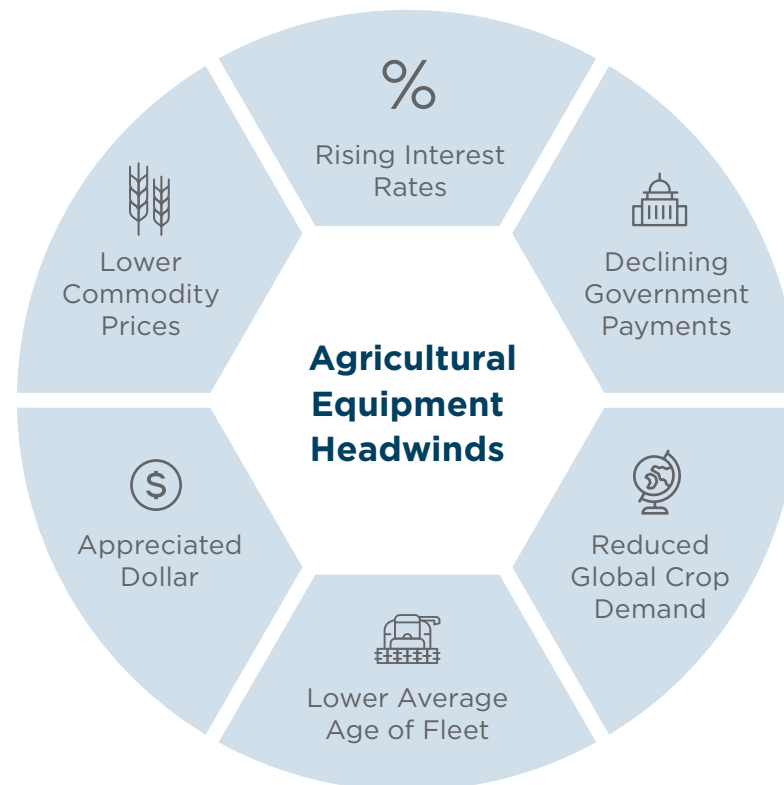 %
Rising Interest
Rates
Declining
Government
Payments
Reduced
Global Crop
Demand
Lower Average
Age of Fleet
$
Appreciated
Dollar
Lower
Commodity
Prices
Agricultural
Equipment
Headwinds